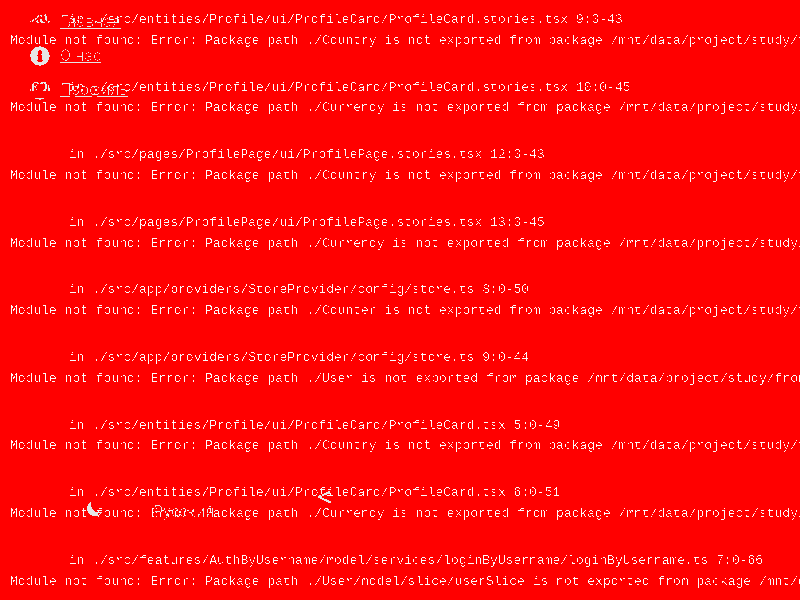 in ./src/entities/Profile/ui/ProfileCard/ProfileCard.stories.tsx 9:0-43
Module not found: Error: Package path ./Country is not exported from package /mnt/data/project/study/
О нас
in ./src/entities/Profile/ui/ProfileCard/ProfileCard.stories.tsx 10:0-45
Module not found: Error: Package path ./Currency is not exported from package /mnt/data/project/study
in ./src/pages/ProfilePage/ui/ProfilePage.stories.tsx 12:0-43
Module not found: Error: Package path ./Country is not exported from package /mnt/data/project/study/
in ./src/pages/ProfilePage/ui/ProfilePage.stories.tsx 13:0-45
Module not found: Error: Package path ./Currency is not exported from package /mnt/data/project/study
in ./src/app/providers/StoreProvider/config/store.ts 8:0-50
Module not found: Error: Package path ./Counter is not exported from package /mnt/data/project/study/
in ./src/app/providers/StoreProvider/config/store.ts 9:0-44
Module not found: Error: Package path ./User is not exported from package /mnt/data/project/study/fro
in ./src/entities/Profile/ui/ProfileCard/ProfileCard.tsx 5:0-49
Module not found: Error: Package path ./Country is not exported from package /mnt/data/project/study/
in ./src/entities/Profile/ui/ProfileCard/ProfileCard.tsx 6:0-51
<
Module not found: Error: Package path ./Currency is not exported from package /mnt/data/project/study
in ./src/features/AuthByUsername/model/services/loginByUsername/loginByUsername.ts 7:0-66
Module not found: Error: Package path ./User/model/slice/userSlice is not exported from package /mnt/